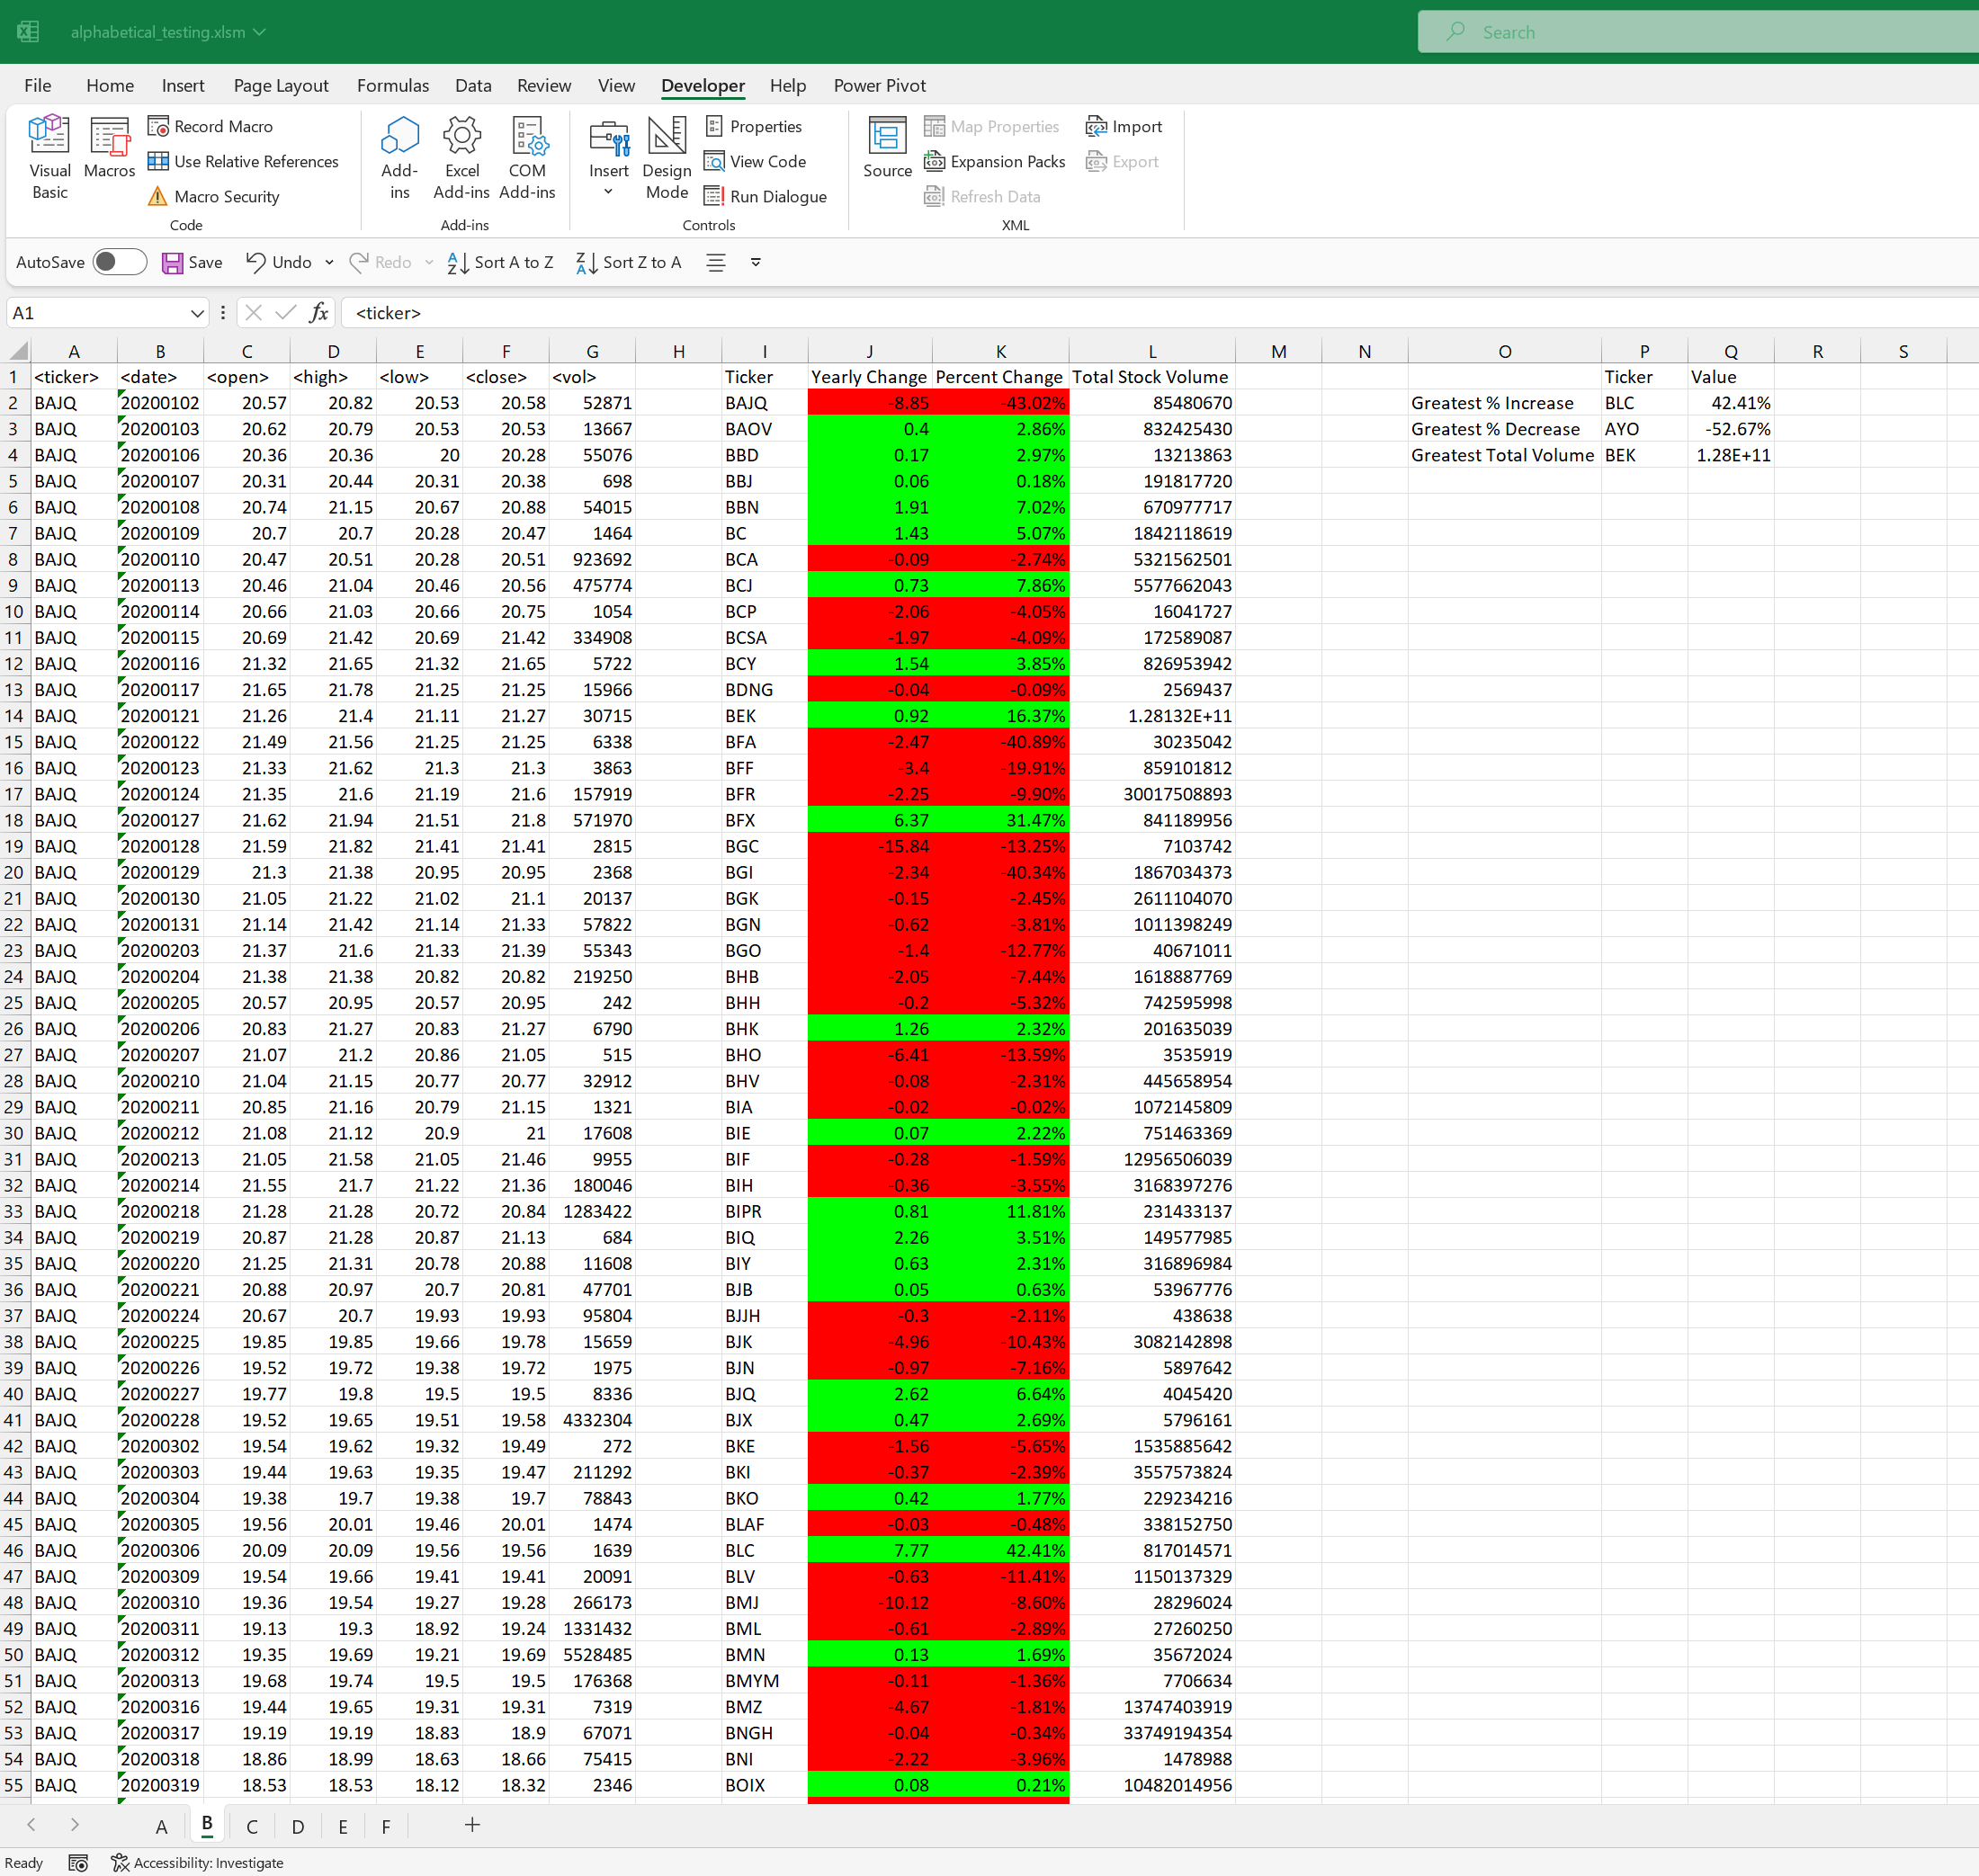 alphabetical_testing.xlsm
Search
File Home Insert Page Layout Formulas Data Review View Developer Help Power Pivot
Visual Basic Macros Record Macro Use Relative References Macro Security Code
Add-ins Excel Add-ins COM Add-ins Add-ins
Insert Design Mode Properties View Code Run Dialogue Controls
Source Map Properties Expansion Packs Refresh Data Import Export XML
AutoSave Save Undo Redo Sort A to Z Sort Z to A
A1 fx <ticker>
A B C D E F G H I J K L M N O P Q R S
1 <ticker> <date> <open> <high> <low> <close> <vol> Ticker Yearly Change Percent Change Total Stock Volume Ticker Value
2 BAJQ 20200102 20.57 20.82 20.53 20.58 52871 BAJQ -8.85 -43.02% 85480670 Greatest % Increase BLC 42.41%
3 BAJQ 20200103 20.62 20.79 20.53 20.53 13667 BAOV 0.4 2.86% 832425430 Greatest % Decrease AYO -52.67%
4 BAJQ 20200106 20.36 20.36 20 20.28 55076 BBD 0.17 2.97% 13213863 Greatest Total Volume BEK 1.28E+11
5 BAJQ 20200107 20.31 20.44 20.31 20.38 698 BBJ 0.06 0.18% 191817720
6 BAJQ 20200108 20.74 21.15 20.67 20.88 54015 BBN 1.91 7.02% 670977717
7 BAJQ 20200109 20.7 20.7 20.28 20.47 1464 BC 1.43 5.07% 1842118619
8 BAJQ 20200110 20.47 20.51 20.28 20.51 923692 BCA -0.09 -2.74% 5321562501
9 BAJQ 20200113 20.46 21.04 20.46 20.56 475774 BCJ 0.73 7.86% 5577662043
10 BAJQ 20200114 20.66 21.03 20.66 20.75 1054 BCP -2.06 -4.05% 16041727
11 BAJQ 20200115 20.69 21.42 20.69 21.42 334908 BCSA -1.97 -4.09% 172589087
12 BAJQ 20200116 21.32 21.65 21.32 21.65 5722 BCY 1.54 3.85% 826953942
13 BAJQ 20200117 21.65 21.78 21.25 21.25 15966 BDNG -0.04 -0.09% 2569437
14 BAJQ 20200121 21.26 21.4 21.11 21.27 30715 BEK 0.92 16.37% 1.28132E+11
15 BAJQ 20200122 21.49 21.56 21.25 21.25 6338 BFA -2.47 -40.89% 30235042
16 BAJQ 20200123 21.33 21.62 21.3 21.3 3863 BFF -3.4 -19.91% 859101812
17 BAJQ 20200124 21.35 21.6 21.19 21.6 157919 BFR -2.25 -9.90% 30017508893
18 BAJQ 20200127 21.62 21.94 21.51 21.8 571970 BFX 6.37 31.47% 841189956
19 BAJQ 20200128 21.59 21.82 21.41 21.41 2815 BGC -15.84 -13.25% 7103742
20 BAJQ 20200129 21.3 21.38 20.95 20.95 2368 BGI -2.34 -40.34% 1867034373
21 BAJQ 20200130 21.05 21.22 21.02 21.1 20137 BGK -0.15 -2.45% 2611104070
22 BAJQ 20200131 21.14 21.42 21.14 21.33 57822 BGN -0.62 -3.81% 1011398249
23 BAJQ 20200203 21.37 21.6 21.33 21.39 55343 BGO -1.4 -12.77% 40671011
24 BAJQ 20200204 21.38 21.38 20.82 20.82 219250 BHB -2.05 -7.44% 1618887769
25 BAJQ 20200205 20.57 20.95 20.57 20.95 242 BHH -0.2 -5.32% 742595998
26 BAJQ 20200206 20.83 21.27 20.83 21.27 6790 BHK 1.26 2.32% 201635039
27 BAJQ 20200207 21.07 21.2 20.86 21.05 515 BHO -6.41 -13.59% 3535919
28 BAJQ 20200210 21.04 21.15 20.77 20.77 32912 BHV -0.08 -2.31% 445658954
29 BAJQ 20200211 20.85 21.16 20.79 21.15 1321 BIA -0.02 -0.02% 1072145809
30 BAJQ 20200212 21.08 21.12 20.9 21 17608 BIE 0.07 2.22% 751463369
31 BAJQ 20200213 21.05 21.58 21.05 21.46 9955 BIF -0.28 -1.59% 12956506039
32 BAJQ 20200214 21.55 21.7 21.22 21.36 180046 BIH -0.36 -3.55% 3168397276
33 BAJQ 20200218 21.28 21.28 20.72 20.84 1283422 BIPR 0.81 11.81% 231433137
34 BAJQ 20200219 20.87 21.28 20.87 21.13 684 BIQ 2.26 3.51% 149577985
35 BAJQ 20200220 21.25 21.31 20.78 20.88 11608 BIY 0.63 2.31% 316896984
36 BAJQ 20200221 20.88 20.97 20.7 20.81 47701 BJB 0.05 0.63% 53967776
37 BAJQ 20200224 20.67 20.7 19.93 19.93 95804 BJJH -0.3 -2.11% 438638
38 BAJQ 20200225 19.85 19.85 19.66 19.78 15659 BJK -4.96 -10.43% 3082142898
39 BAJQ 20200226 19.52 19.72 19.38 19.72 1975 BJN -0.97 -7.16% 5897642
40 BAJQ 20200227 19.77 19.8 19.5 19.5 8336 BJQ 2.62 6.64% 4045420
41 BAJQ 20200228 19.52 19.65 19.51 19.58 4332304 BJX 0.47 2.69% 5796161
42 BAJQ 20200302 19.54 19.62 19.32 19.49 272 BKE -1.56 -5.65% 1535885642
43 BAJQ 20200303 19.44 19.63 19.35 19.47 211292 BKI -0.37 -2.39% 3557573824
44 BAJQ 20200304 19.38 19.7 19.38 19.7 78843 BKO 0.42 1.77% 229234216
45 BAJQ 20200305 19.56 20.01 19.46 20.01 1474 BLAF -0.03 -0.48% 338152750
46 BAJQ 20200306 20.09 20.09 19.56 19.56 1639 BLC 7.77 42.41% 817014571
47 BAJQ 20200309 19.54 19.66 19.41 19.41 20091 BLV -0.63 -11.41% 1150137329
48 BAJQ 20200310 19.36 19.54 19.27 19.28 266173 BMJ -10.12 -8.60% 28296024
49 BAJQ 20200311 19.13 19.3 18.92 19.24 1331432 BML -0.61 -2.89% 27260250
50 BAJQ 20200312 19.35 19.69 19.21 19.69 5528485 BMN 0.13 1.69% 35672024
51 BAJQ 20200313 19.68 19.74 19.5 19.5 176368 BMYM -0.11 -1.36% 7706634
52 BAJQ 20200316 19.44 19.65 19.31 19.31 7319 BMZ -4.67 -1.81% 13747403919
53 BAJQ 20200317 19.19 19.19 18.83 18.9 67071 BNGH -0.04 -0.34% 33749194354
54 BAJQ 20200318 18.86 18.99 18.63 18.66 75415 BNI -2.22 -3.96% 1478988
55 BAJQ 20200319 18.53 18.53 18.12 18.32 2346 BOIX 0.08 0.21% 10482014956
A B C D E F
Ready Accessibility: Investigate